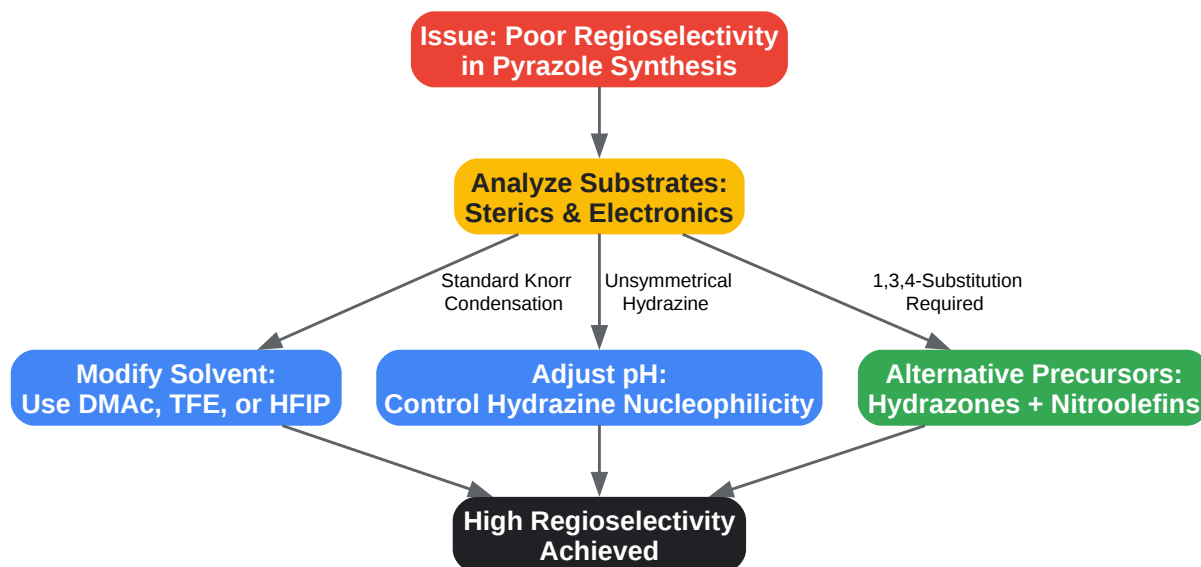 Issue: Poor Regioselectivity
in Pyrazole Synthesis
Analyze Substrates:
Sterics & Electronics
Standard Knorr
Condensation
Unsymmetrical
Hydrazine
1,3,4-Substitution
Required
Modify Solvent:
Use DMAc, TFE, or HFIP
Adjust pH:
Control Hydrazine Nucleophilicity
Alternative Precursors:
Hydrazones + Nitroolefins
High Regioselectivity
Achieved